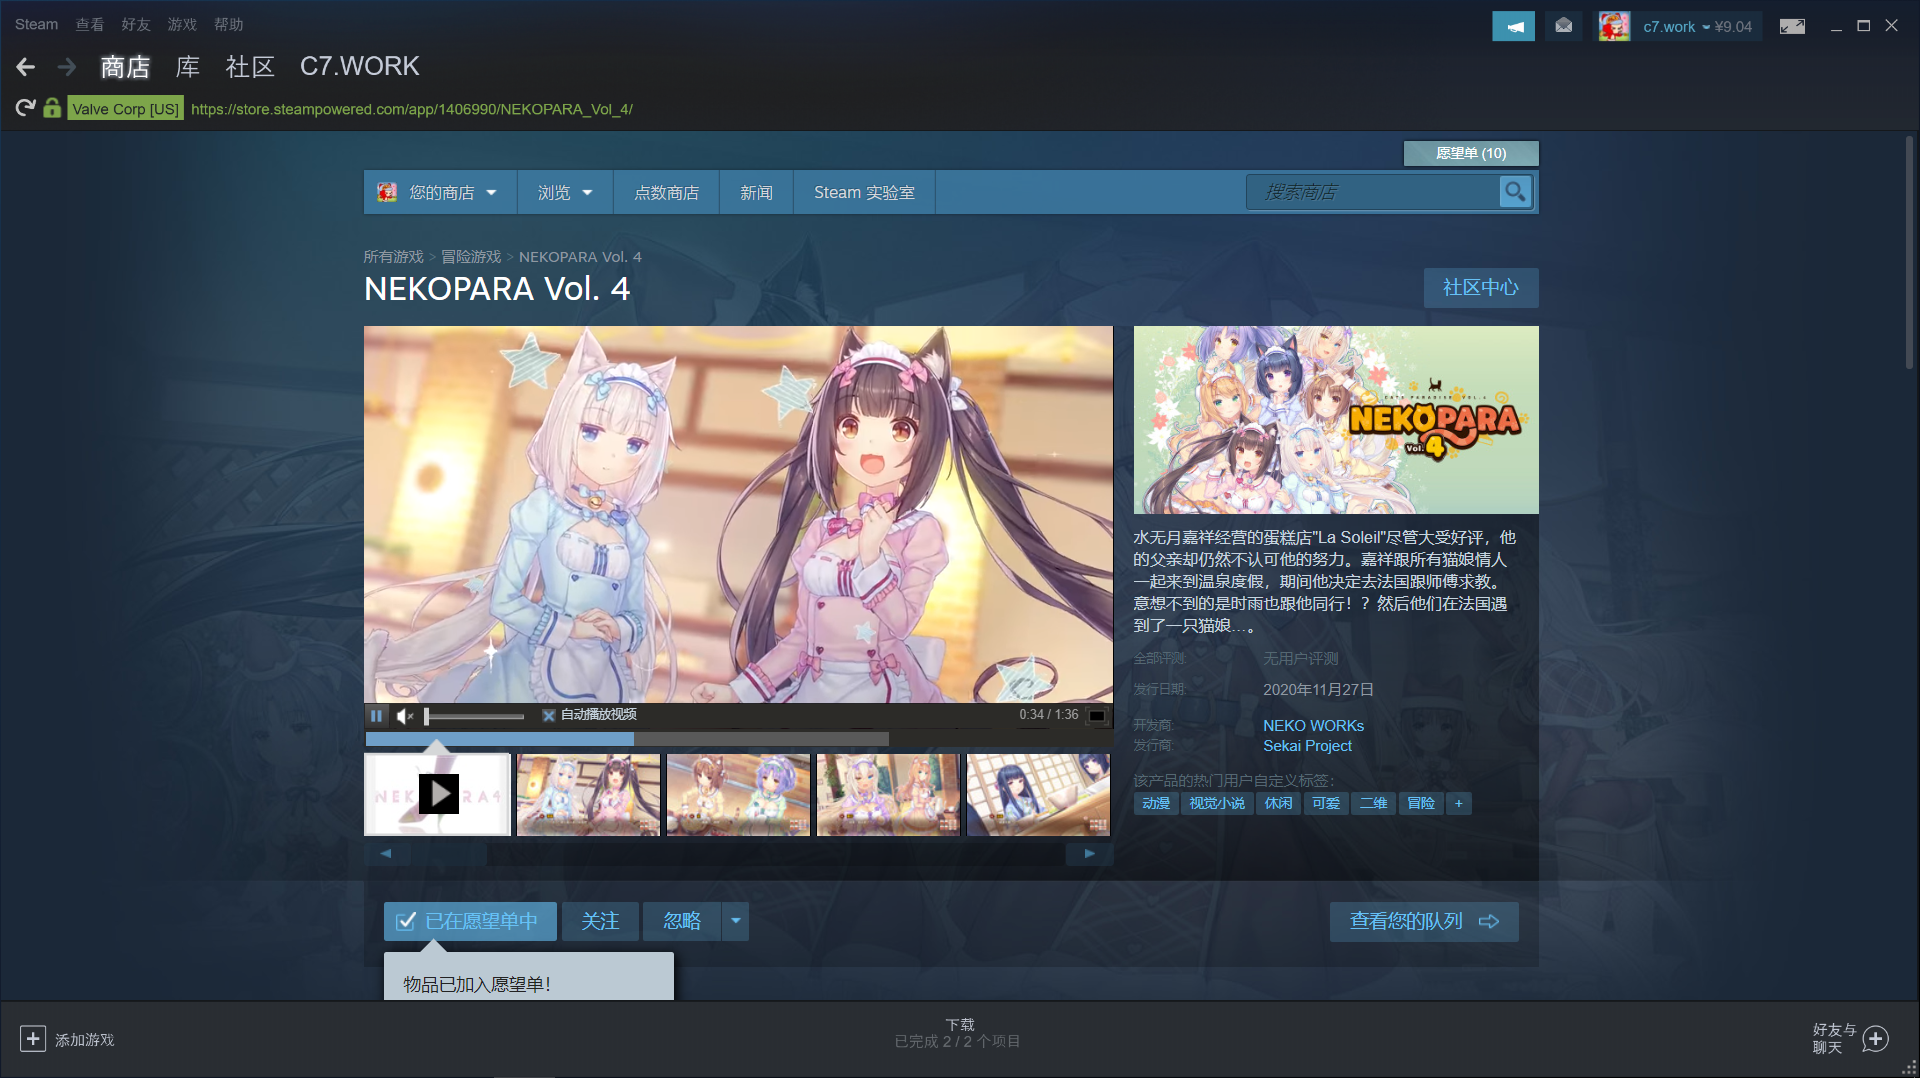 Steam 查看 好友 游戏 帮助
c7.work ¥9.04
商店 库 社区 C7.WORK
Valve Corp [US] https://store.steampowered.com/app/1406990/NEKOPARA_Vol_4/
愿望单 (10)
您的商店 浏览 点数商店 新闻 Steam 实验室 搜索商店
所有游戏 > 冒险游戏 > NEKOPARA Vol. 4
NEKOPARA Vol. 4
社区中心
NEKOPARA
Vol. 4
水无月嘉祥经营的蛋糕店"La Soleil"尽管大受好评，他
的父亲却仍然不认可他的努力。嘉祥跟所有猫娘情人
一起来到温泉度假，期间他决定去法国跟师傅求教。
意想不到的是时雨也跟他同行！？然后他们在法国遇
到了一只猫娘…。
全部评测: 无用户评测
发行日期: 2020年11月27日
开发商: NEKO WORKs
发行商: Sekai Project
该产品的热门用户自定义标签：
动漫 视觉小说 休闲 可爱 二维 冒险 +
自动播放视频 0:34 / 1:36
已在愿望单中 关注 忽略 查看您的队列
物品已加入愿望单！
添加游戏
下载
已完成 2 / 2 个项目
好友与
聊天